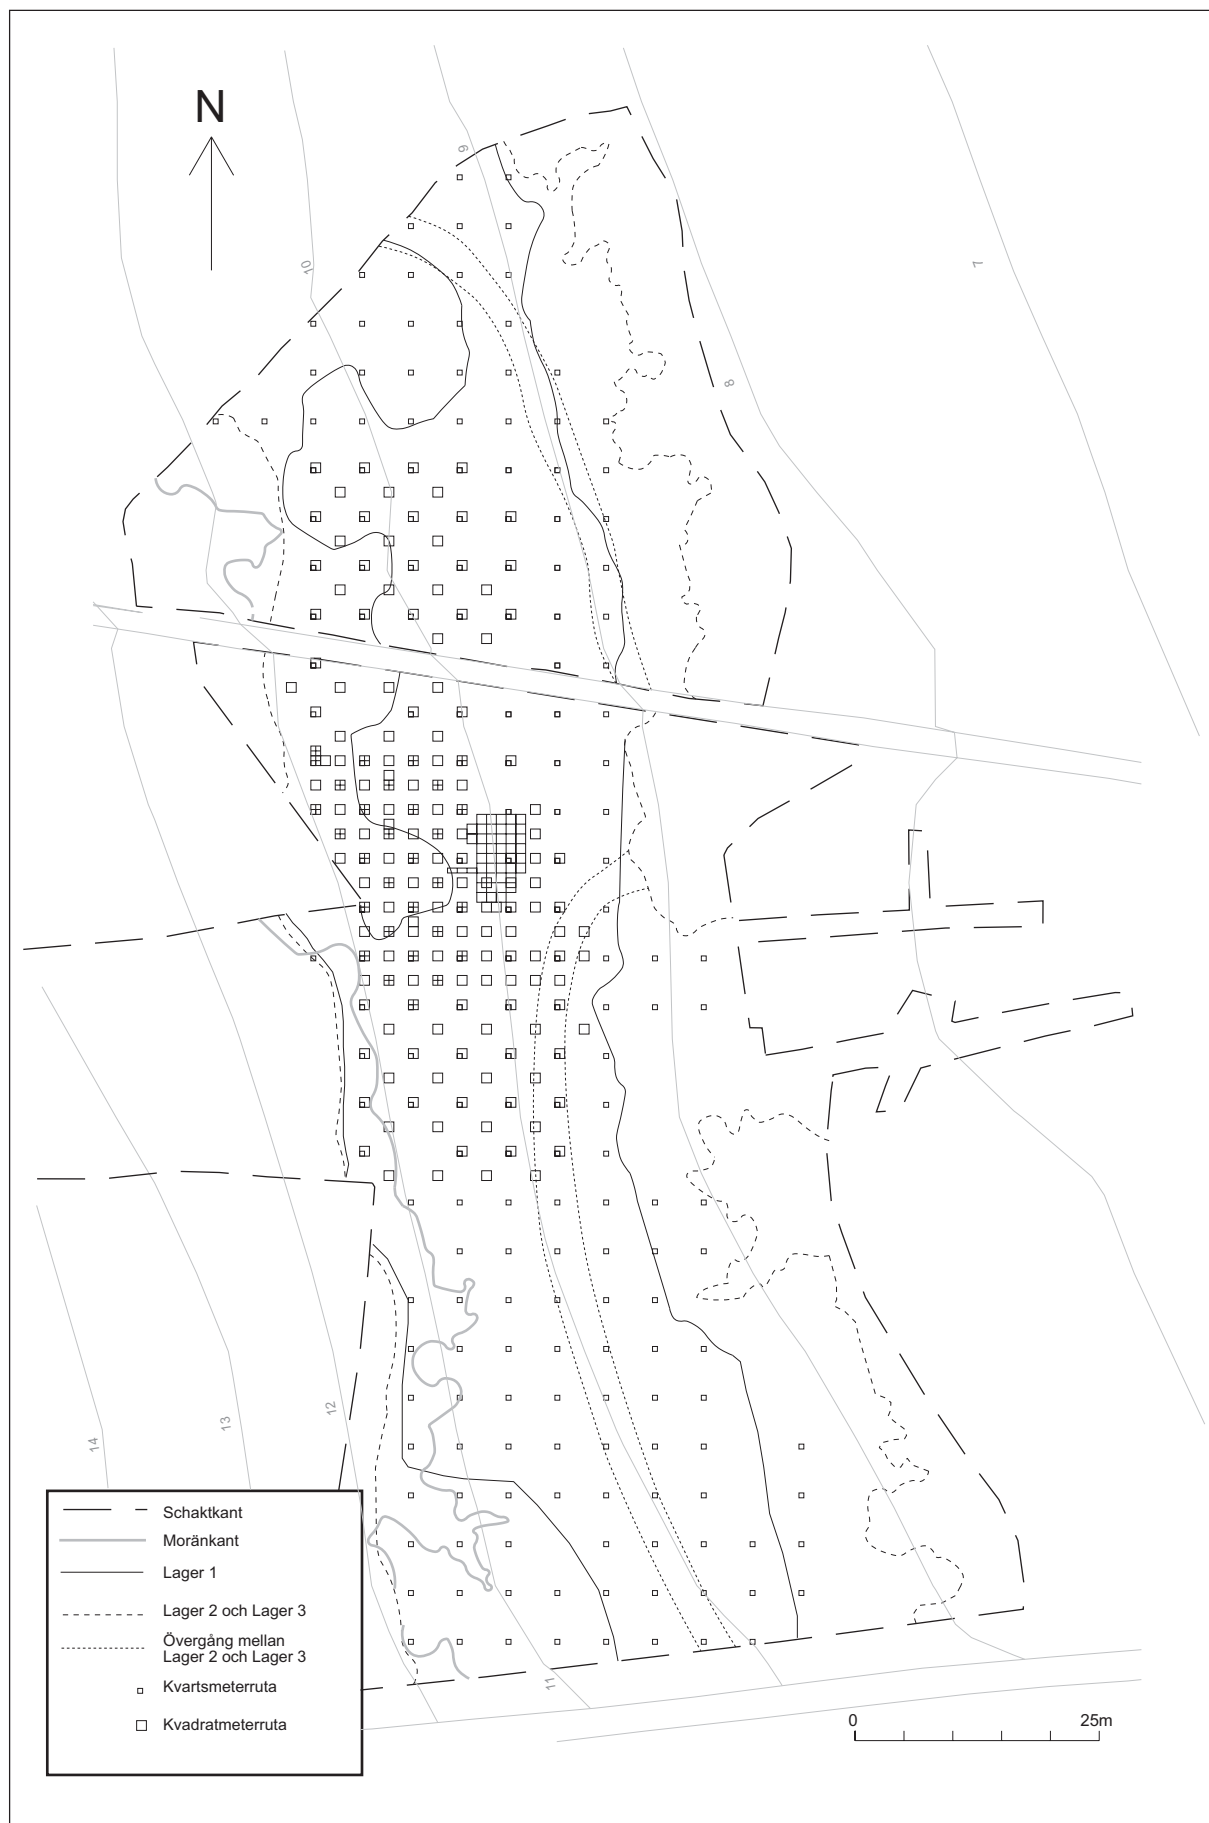 N
9
10
7
8
14
13
12
11
Schaktkant
Moränkant
Lager 1
Lager 2 och Lager 3
Övergång mellan
Lager 2 och Lager 3
Kvartsmeterruta
Kvadratmeterruta
0 25m